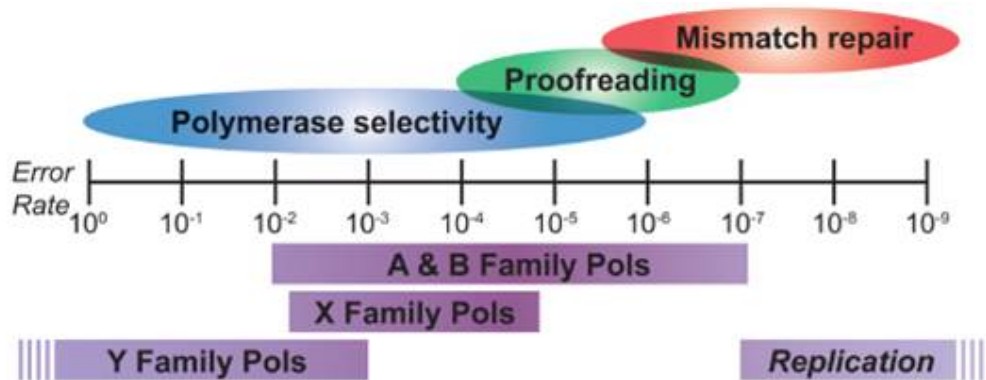 Mismatch repair
Proofreading
Polymerase selectivity
Error
Rate
10⁰ 10⁻¹ 10⁻² 10⁻³ 10⁻⁴ 10⁻⁵ 10⁻⁶ 10⁻⁷ 10⁻⁸ 10⁻⁹
A & B Family Pols
X Family Pols
Y Family Pols Replication